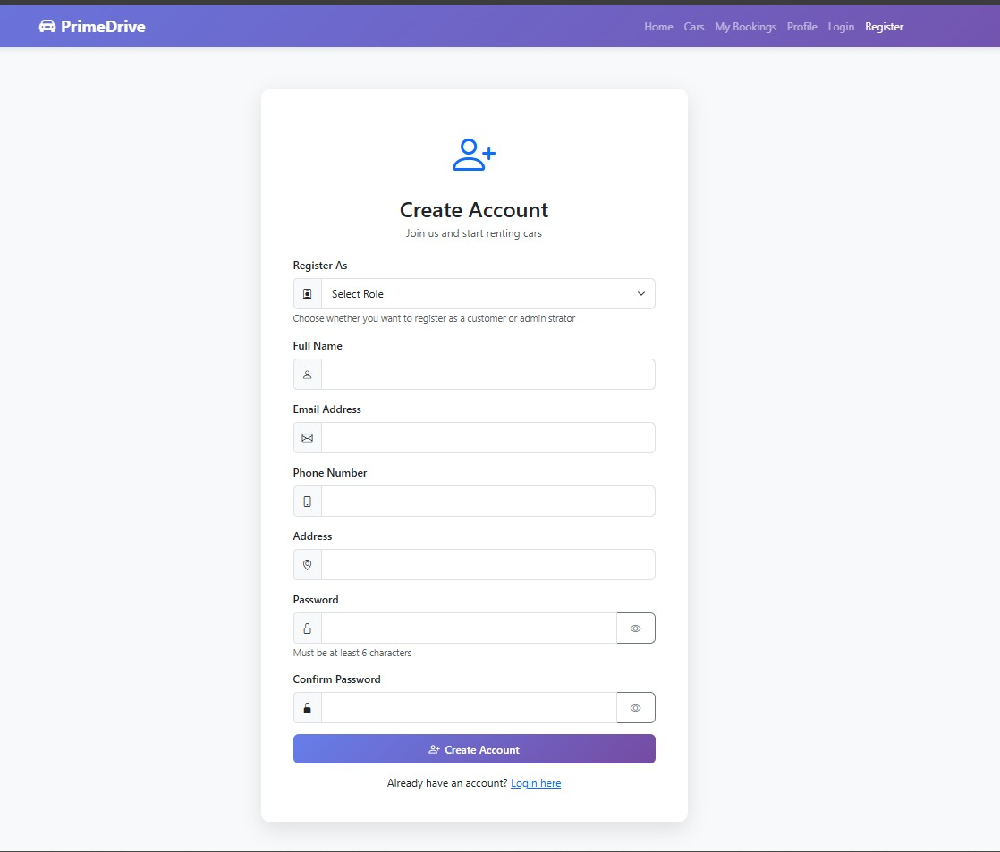 PrimeDrive
Home Cars My Bookings Profile Login Register
Create Account
Join us and start renting cars
Register As
Select Role
Choose whether you want to register as a customer or administrator
Full Name
Email Address
Phone Number
Address
Password
Must be at least 6 characters
Confirm Password
Create Account
Already have an account? Login here